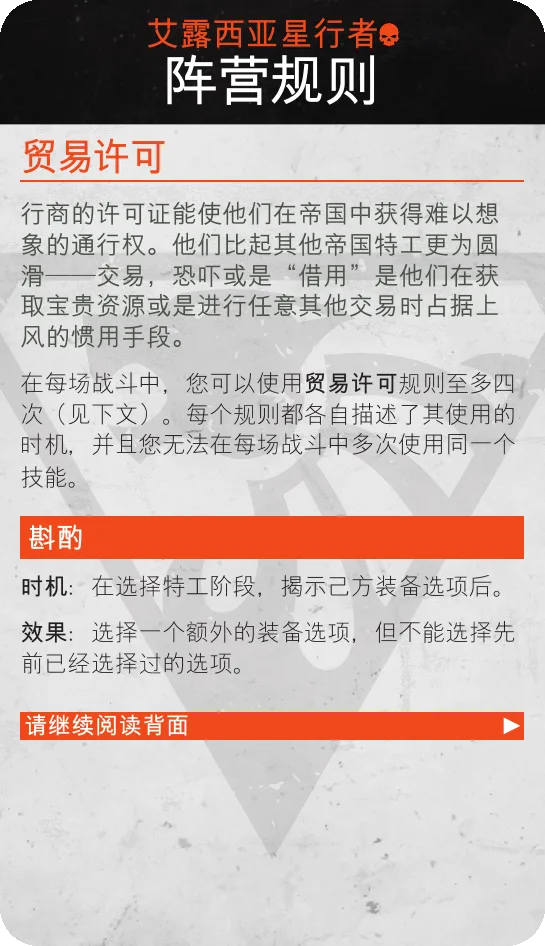 艾露西亚星行者
阵营规则
贸易许可
行商的许可证能使他们在帝国中获得难以想
象的通行权。他们比起其他帝国特工更为圆
滑——交易，恐吓或是“借用”是他们在获
取宝贵资源或是进行任意其他交易时占据上
风的惯用手段。
在每场战斗中，您可以使用贸易许可规则至多四
次（见下文）。每个规则都各自描述了其使用的
时机，并且您无法在每场战斗中多次使用同一个
技能。
斟酌
时机：在选择特工阶段，揭示己方装备选项后。
效果：选择一个额外的装备选项，但不能选择先
前已经选择过的选项。
请继续阅读背面